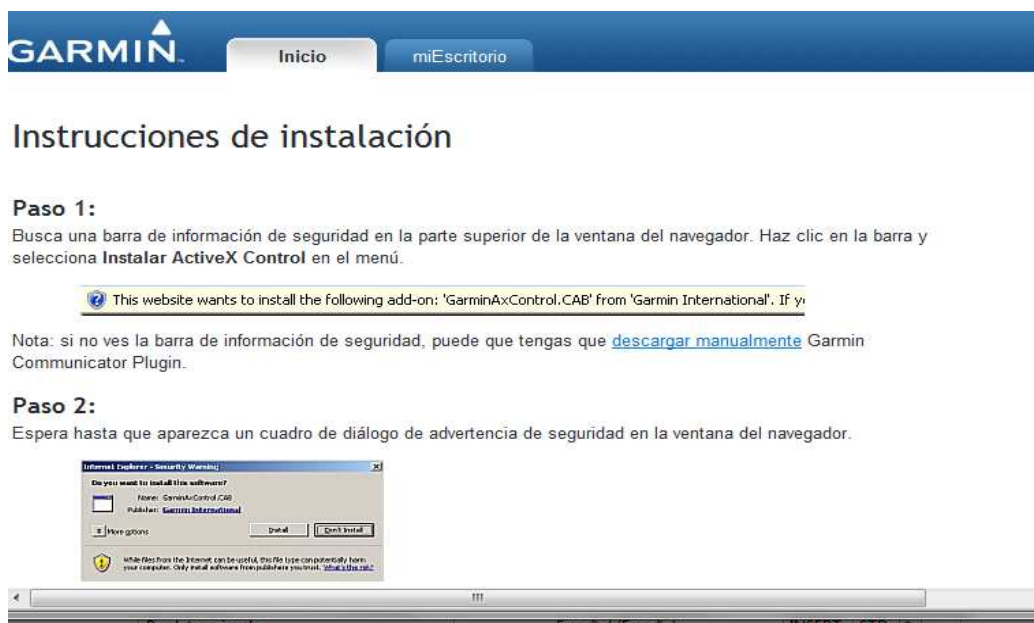 GARMIN
Inicio
miEscritorio
Instrucciones de instalación
Paso 1:
Busca una barra de información de seguridad en la parte superior de la ventana del navegador. Haz clic en la barra y
selecciona Instalar ActiveX Control en el menú.
This website wants to install the following add-on: 'GarminAxControl.CAB' from 'Garmin International'. If y
Nota: si no ves la barra de información de seguridad, puede que tengas que descargar manualmente Garmin
Communicator Plugin.
Paso 2:
Espera hasta que aparezca un cuadro de diálogo de advertencia de seguridad en la ventana del navegador.
Internet Explorer - Security Warning
Do you want to install this software?
Name: GarminAxControl.CAB
Publisher: Garmin International
More options
Install
Don't Install
While files from the Internet can be useful, this file type can potentially harm
your computer. Only install software from publishers you trust. What's the risk?